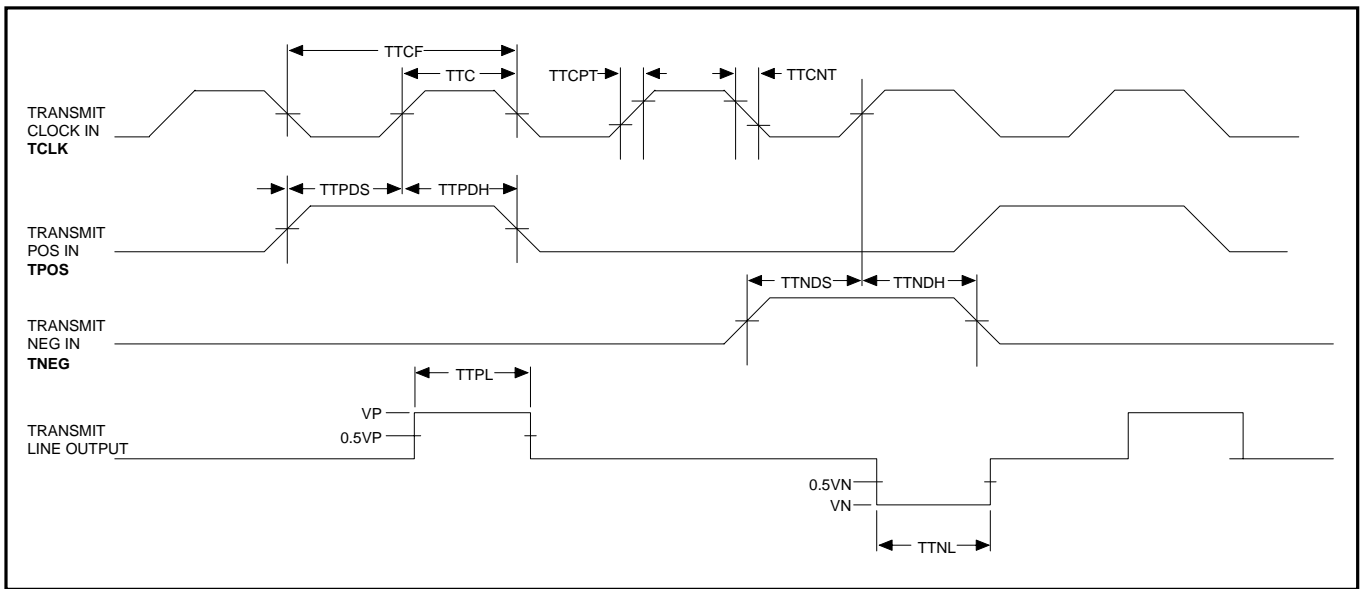 TTCF
TTC
TTCPT
TTCNT
TRANSMIT
CLOCK IN
TCLK
TTPDS
TTPDH
TRANSMIT
POS IN
TPOS
TTNDS
TTNDH
TRANSMIT
NEG IN
TNEG
TTPL
VP
0.5VP
TRANSMIT
LINE OUTPUT
0.5VN
VN
TTNL